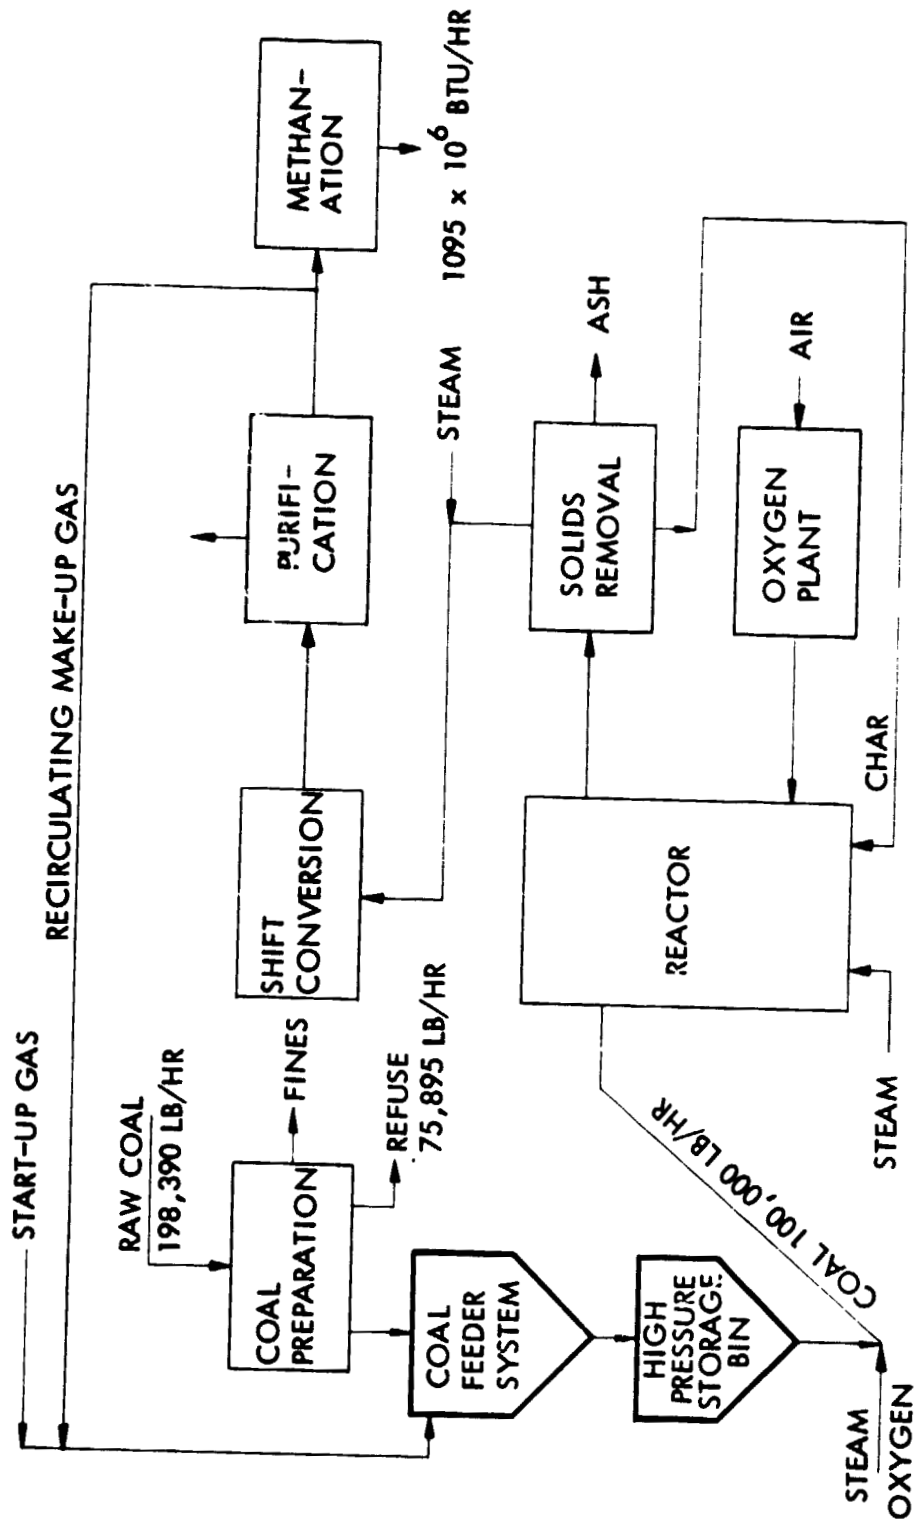 START-UP GAS
RECIRCULATING MAKE-UP GAS
RAW COAL
198,390 LB/HR
COAL
PREPARATION
FINES
REFUSE
75,895 LB/HR
SHIFT
CONVERSION
PURIFI-
CATION
METHAN-
ATION
1095 x 10⁶ BTU/HR
STEAM
COAL
FEEDER
SYSTEM
HIGH
PRESSURE
STORAGE
BIN
STEAM
OXYGEN
COAL 100,000 LB/HR
REACTOR
SOLIDS
REMOVAL
ASH
OXYGEN
PLANT
AIR
CHAR
STEAM